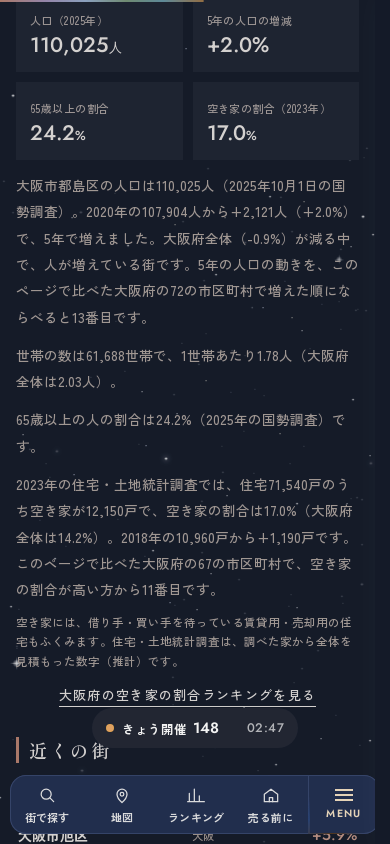 人口（2025年）
110,025人
5年の人口の増減
+2.0%
65歳以上の割合
24.2%
空き家の割合（2023年）
17.0%
大阪市都島区の人口は110,025人（2025年10月1日の国
勢調査）。2020年の107,904人から+2,121人（+2.0%）
で、5年で増えました。大阪府全体（-0.9%）が減る中
で、人が増えている街です。5年の人口の動きを、この
ページで比べた大阪府の72の市区町村で増えた順にな
らべると13番目です。
世帯の数は61,688世帯で、1世帯あたり1.78人（大阪府
全体は2.03人）。
65歳以上の人の割合は24.2%（2025年の国勢調査）で
す。
2023年の住宅・土地統計調査では、住宅71,540戸のう
ち空き家が12,150戸で、空き家の割合は17.0%（大阪府
全体は14.2%）。2018年の10,960戸から+1,190戸です。
このページで比べた大阪府の67の市区町村で、空き家
の割合が高い方から11番目です。
空き家には、借り手・買い手を待っている賃貸用・売却用の住
宅もふくみます。住宅・土地統計調査は、調べた家から全体を
見積もった数字（推計）です。
大阪府の空き家の割合ランキングを見る
きょう開催 148 02:47
近くの街
街で探す 地図 ランキング 売る前に MENU
大阪市旭区 大阪 +5.9%